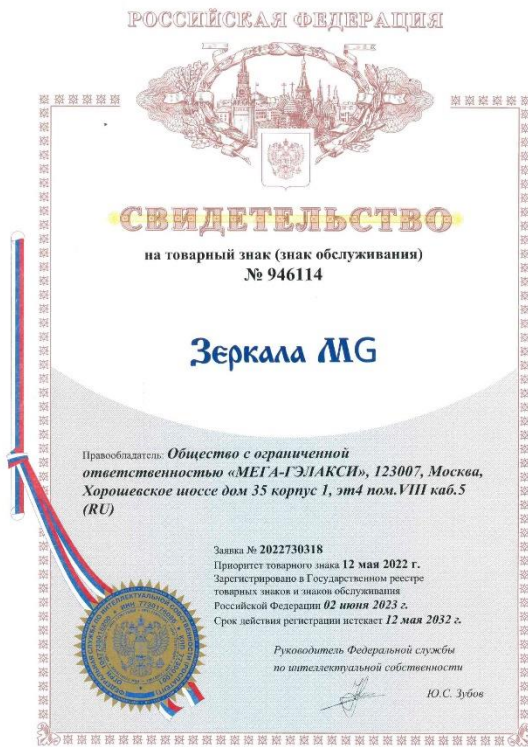 РОССИЙСКАЯ ФЕДЕРАЦИЯ
СВИДЕТЕЛЬСТВО
на товарный знак (знак обслуживания)
№ 946114
Зеркала MG
Правообладатель: Общество с ограниченной
ответственностью «МЕГА-ГЭЛАКСИ», 123007, Москва,
Хорошевское шоссе дом 35 корпус 1, эт4 пом.VIII каб.5
(RU)
Заявка № 2022730318
Приоритет товарного знака 12 мая 2022 г.
Зарегистрировано в Государственном реестре
товарных знаков и знаков обслуживания
Российской Федерации 02 июня 2023 г.
Срок действия регистрации истекает 12 мая 2032 г.
Руководитель Федеральной службы
по интеллектуальной собственности
Ю.С. Зубов